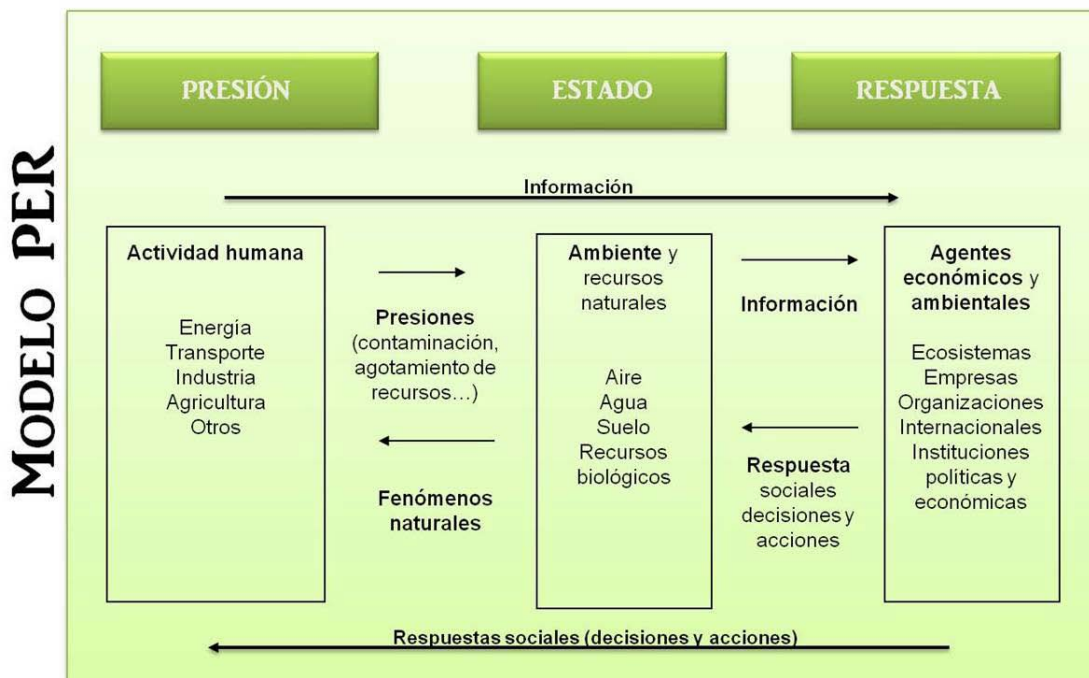 MODELO PER
PRESIÓN
ESTADO
RESPUESTA
Información
Actividad humana
Energía
Transporte
Industria
Agricultura
Otros
Presiones
(contaminación,
agotamiento de
recursos…)
Fenómenos
naturales
Ambiente y
recursos
naturales
Aire
Agua
Suelo
Recursos
biológicos
Información
Respuesta
sociales
decisiones y
acciones
Agentes
económicos y
ambientales
Ecosistemas
Empresas
Organizaciones
Internacionales
Instituciones
políticas y
económicas
Respuestas sociales (decisiones y acciones)